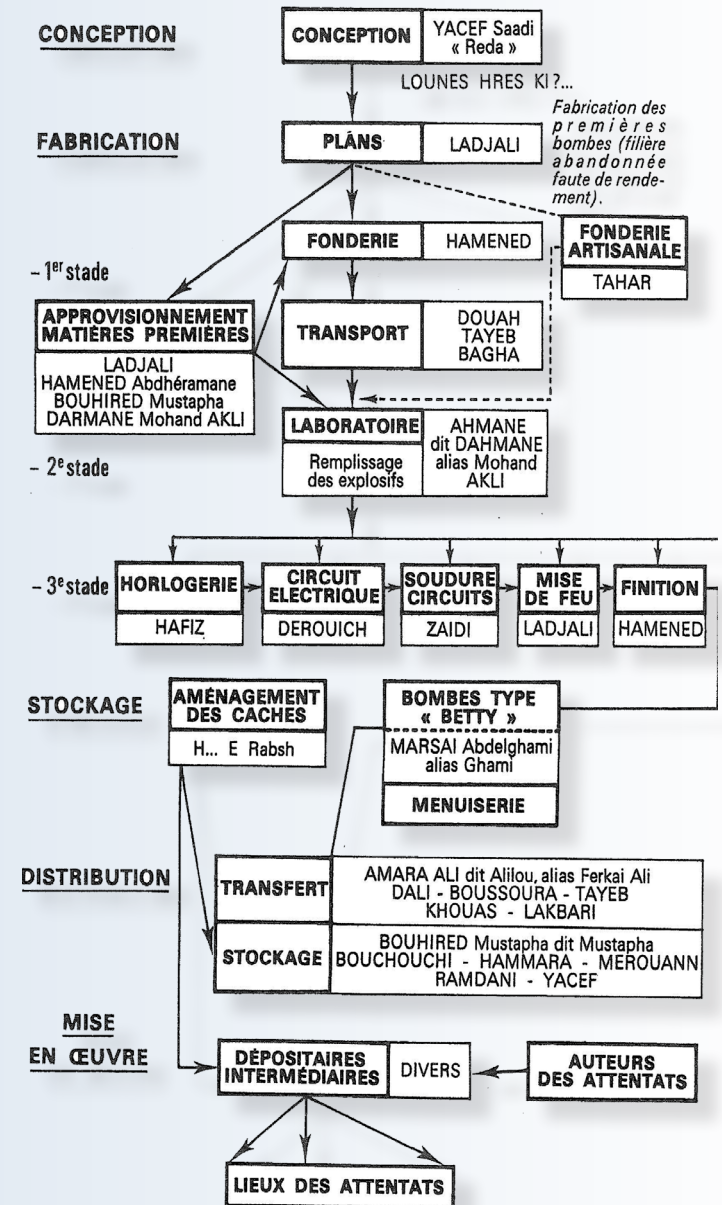 CONCEPTION
CONCEPTION
YACEF Saadi
« Reda »
LOUNES HRES KI ?...
FABRICATION
PLÁNS
LADJALI
Fabrication des
premières
bombes (filière
abandonnée
faute de rende-
ment).
FONDERIE
HAMENED
FONDERIE
ARTISANALE
TAHAR
– 1er stade
APPROVISIONNEMENT
MATIÈRES PREMIÈRES
LADJALI
HAMENED Abdhéramane
BOUHIRED Mustapha
DARMANE Mohand AKLI
TRANSPORT
DOUAH
TAYEB
BAGHA
LABORATOIRE
Remplissage
des explosifs
AHMANE
dit DAHMANE
alias Mohand
AKLI
– 2e stade
– 3e stade
HORLOGERIE
HAFIZ
CIRCUIT
ELECTRIQUE
DEROUICH
SOUDURE
CIRCUITS
ZAIDI
MISE
DE FEU
LADJALI
FINITION
HAMENED
STOCKAGE
AMÉNAGEMENT
DES CACHES
H... E Rabsh
BOMBES TYPE
« BETTY »
MARSAI Abdelghami
alias Ghami
MENUISERIE
DISTRIBUTION
TRANSFERT
AMARA ALI dit Alilou, alias Ferkai Ali
DALI - BOUSSOURA - TAYEB
KHOUAS - LAKBARI
STOCKAGE
BOUHIRED Mustapha dit Mustapha
BOUCHOUCHI - HAMMARA - MEROUANN
RAMDANI - YACEF
MISE
EN ŒUVRE
DÉPOSITAIRES
INTERMÉDIAIRES
DIVERS
AUTEURS
DES ATTENTATS
LIEUX DES ATTENTATS